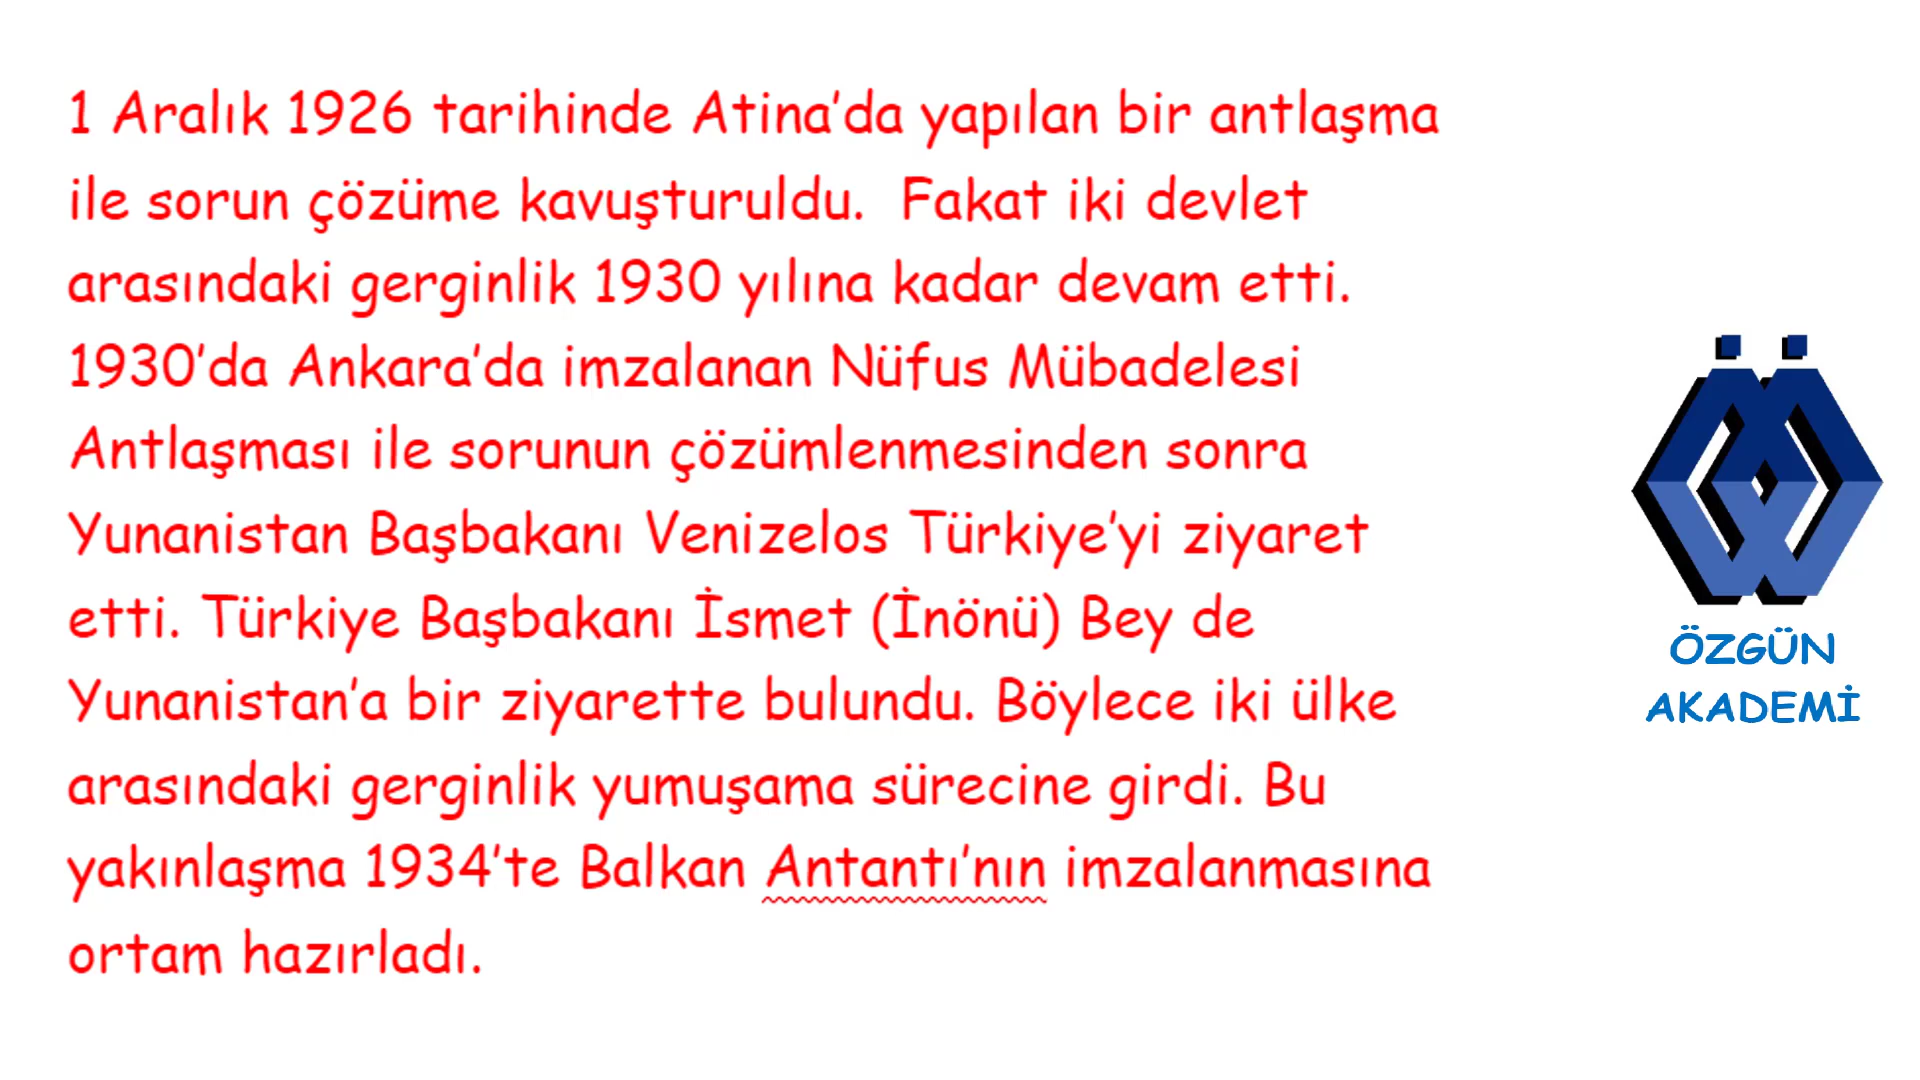 1 Aralık 1926 tarihinde Atina'da yapılan bir antlaşma
ile sorun çözüme kavuşturuldu.  Fakat iki devlet
arasındaki gerginlik 1930 yılına kadar devam etti.
1930'da Ankara'da imzalanan Nüfus Mübadelesi
Antlaşması ile sorunun çözümlenmesinden sonra
Yunanistan Başbakanı Venizelos Türkiye'yi ziyaret
etti. Türkiye Başbakanı İsmet (İnönü) Bey de
Yunanistan'a bir ziyarette bulundu. Böylece iki ülke
arasındaki gerginlik yumuşama sürecine girdi. Bu
yakınlaşma 1934'te Balkan Antantı'nın imzalanmasına
ortam hazırladı.
ÖZGÜN
AKADEMİ